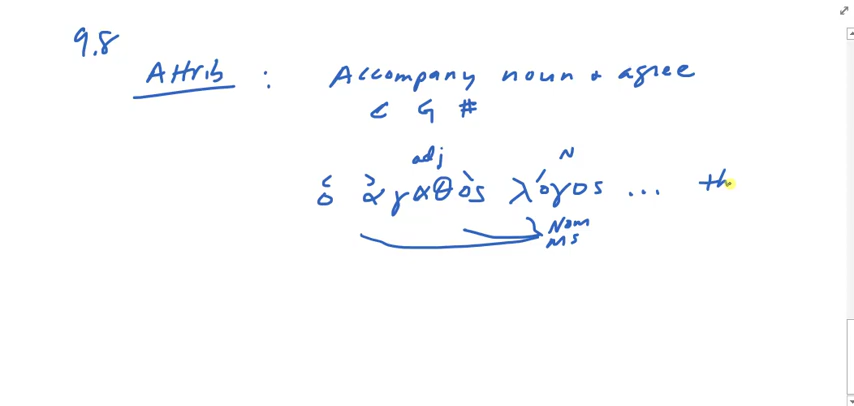 9.8
Attrib : Accompany noun + agree
C G #
adj N
ὁ ἀγαθὸς λόγος ... th
Nom
MS